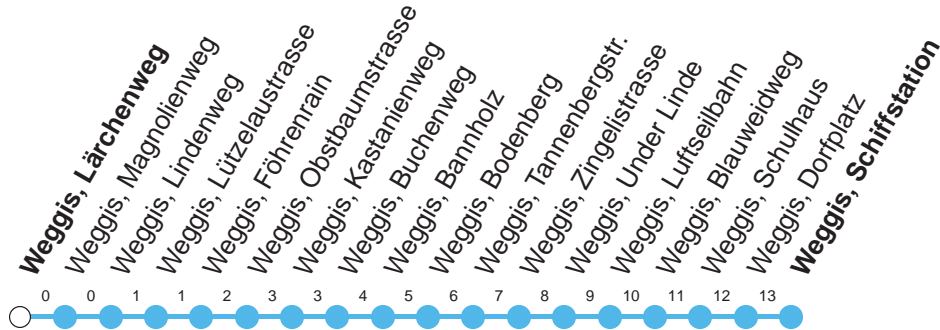 Weggis, Lärchenweg
Weggis, Magnolienweg
Weggis, Lindenweg
Weggis, Lützelaustrasse
Weggis, Föhrenrain
Weggis, Obstbaumstrasse
Weggis, Kastanienweg
Weggis, Buchenweg
Weggis, Bannholz
Weggis, Bodenberg
Weggis, Tannenbergstr.
Weggis, Zingelistrasse
Weggis, Under Linde
Weggis, Luftseilbahn
Weggis, Blauweidweg
Weggis, Schulhaus
Weggis, Dorfplatz
Weggis, Schiffstation
0 0 1 1 2 3 3 4 5 6 7 8 9 10 11 12 13